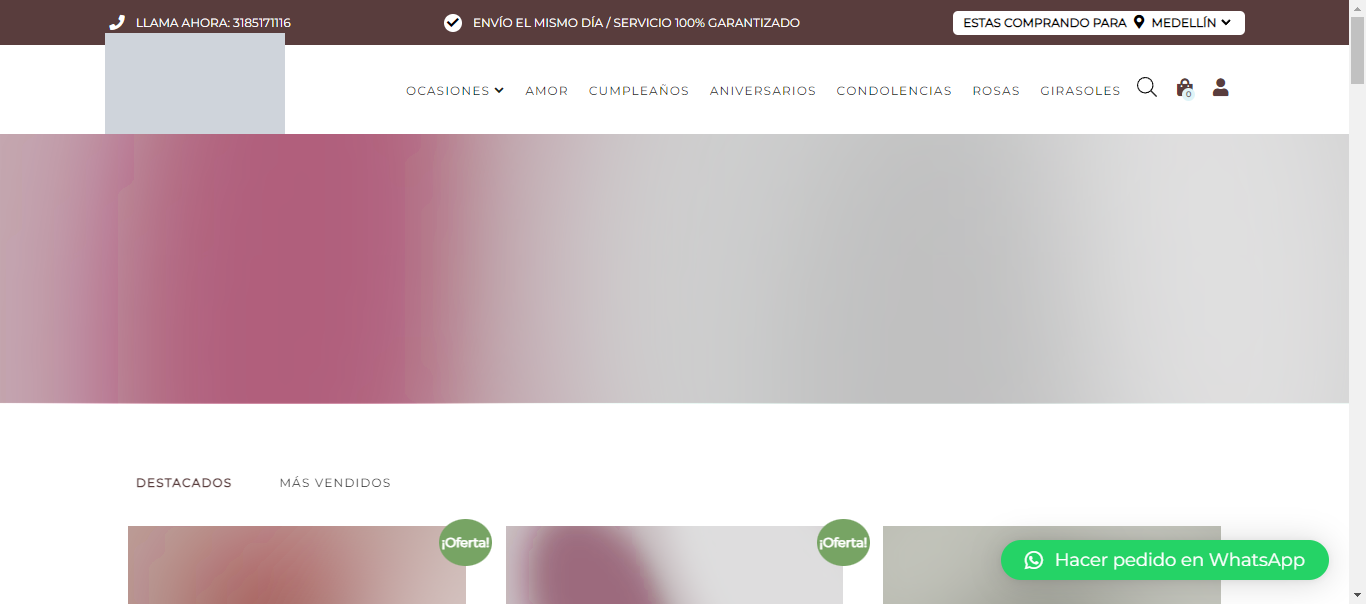 LLAMA AHORA: 3185171116
ENVÍO EL MISMO DÍA / SERVICIO 100% GARANTIZADO
ESTAS COMPRANDO PARA MEDELLÍN
OCASIONES AMOR CUMPLEAÑOS ANIVERSARIOS CONDOLENCIAS ROSAS GIRASOLES
0
DESTACADOS MÁS VENDIDOS
¡Oferta!
¡Oferta!
Hacer pedido en WhatsApp